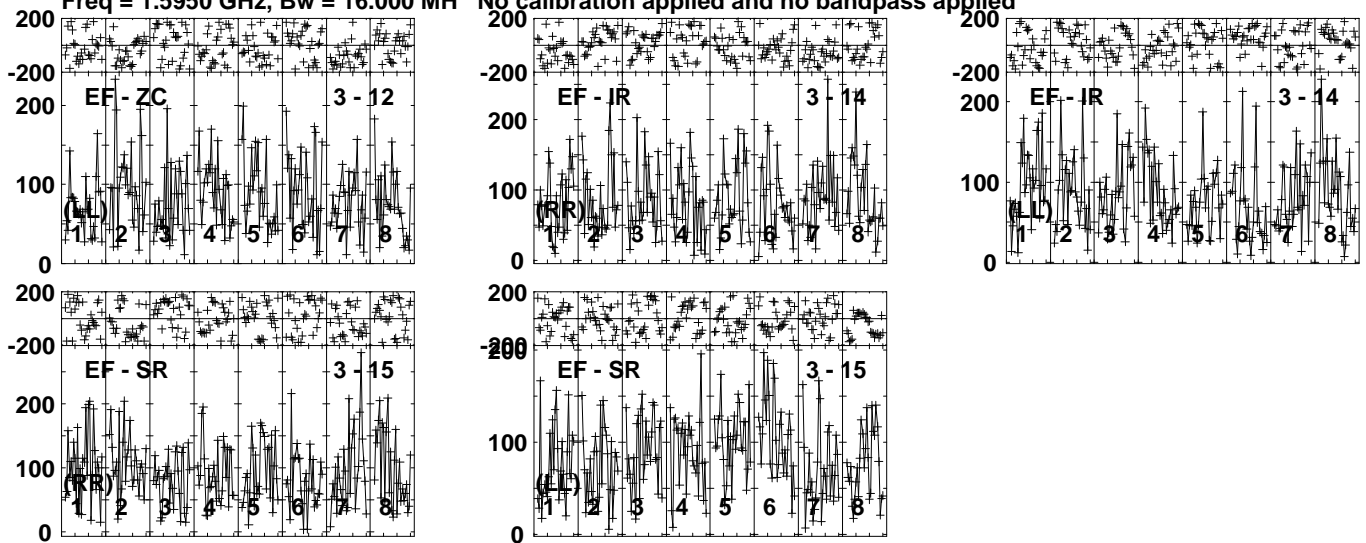 Freq = 1.5950 GHz, Bw = 16.000 MH No calibration applied and no bandpass applied
200
-200
EF - ZC 3 - 12
200
100
(LL)
1 2 3 4 5 6 7 8
0
200
-200
EF - IR 3 - 14
200
100
(RR)
1 2 3 4 5 6 7 8
0
200
-200
EF - IR 3 - 14
200
100
(LL)
1 2 3 4 5 6 7 8
0
200
-200
EF - SR 3 - 15
200
100
(RR)
1 2 3 4 5 6 7 8
0
200
-200
200
EF - SR 3 - 15
100
(LL)
1 2 3 4 5 6 7 8
0